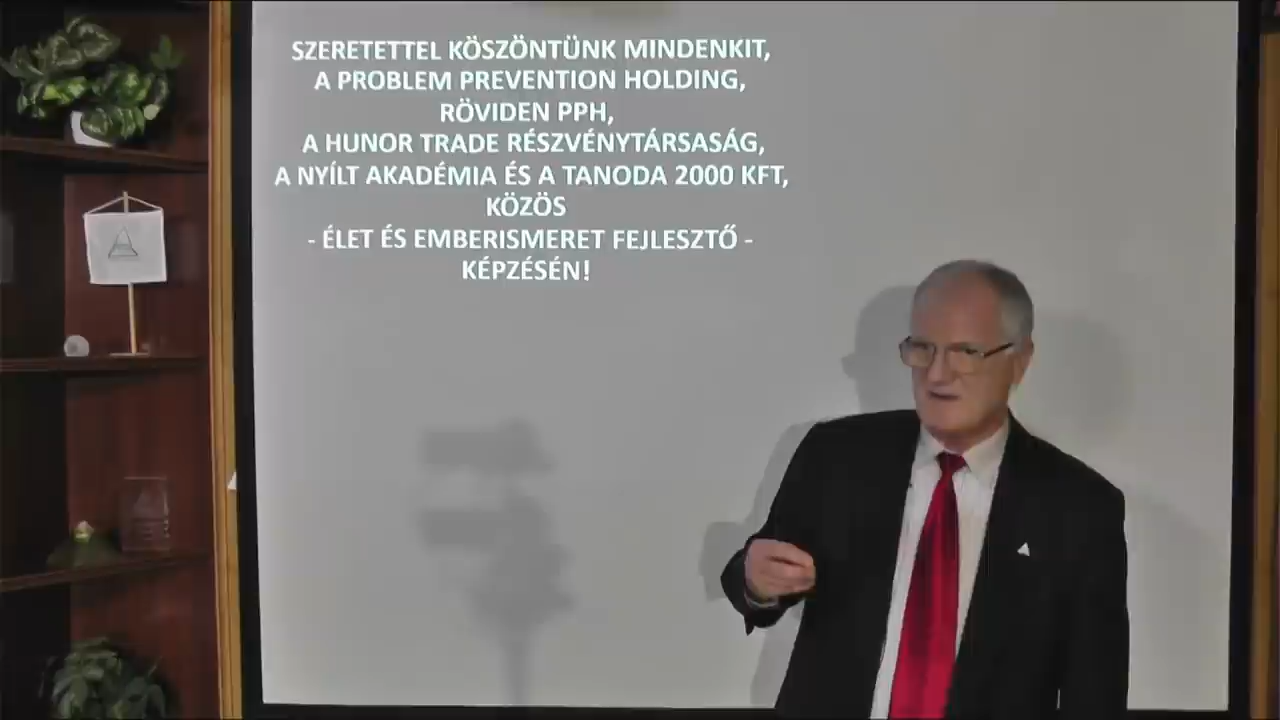 SZERETETTEL KÖSZÖNTÜNK MINDENKIT,
A PROBLEM PREVENTION HOLDING,
RÖVIDEN PPH,
A HUNOR TRADE RÉSZVÉNYTÁRSASÁG,
A NYÍLT AKADÉMIA ÉS A TANODA 2000 KFT,
KÖZÖS
- ÉLET ÉS EMBERISMERET FEJLESZTŐ -
KÉPZÉSÉN!